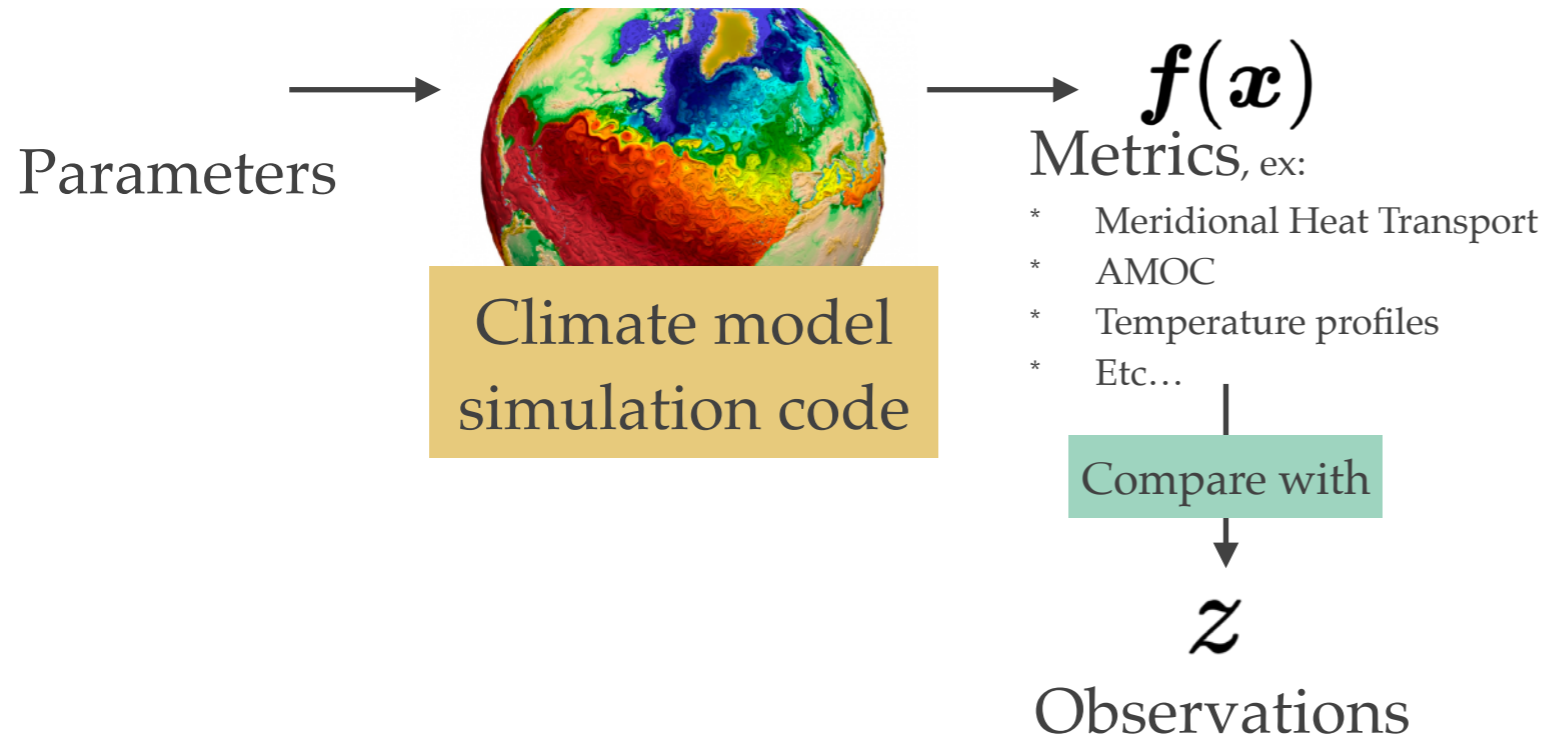 Parameters
Climate model
simulation code
f(x)
Metrics, ex:
* Meridional Heat Transport
* AMOC
* Temperature profiles
* Etc…
Compare with
z
Observations